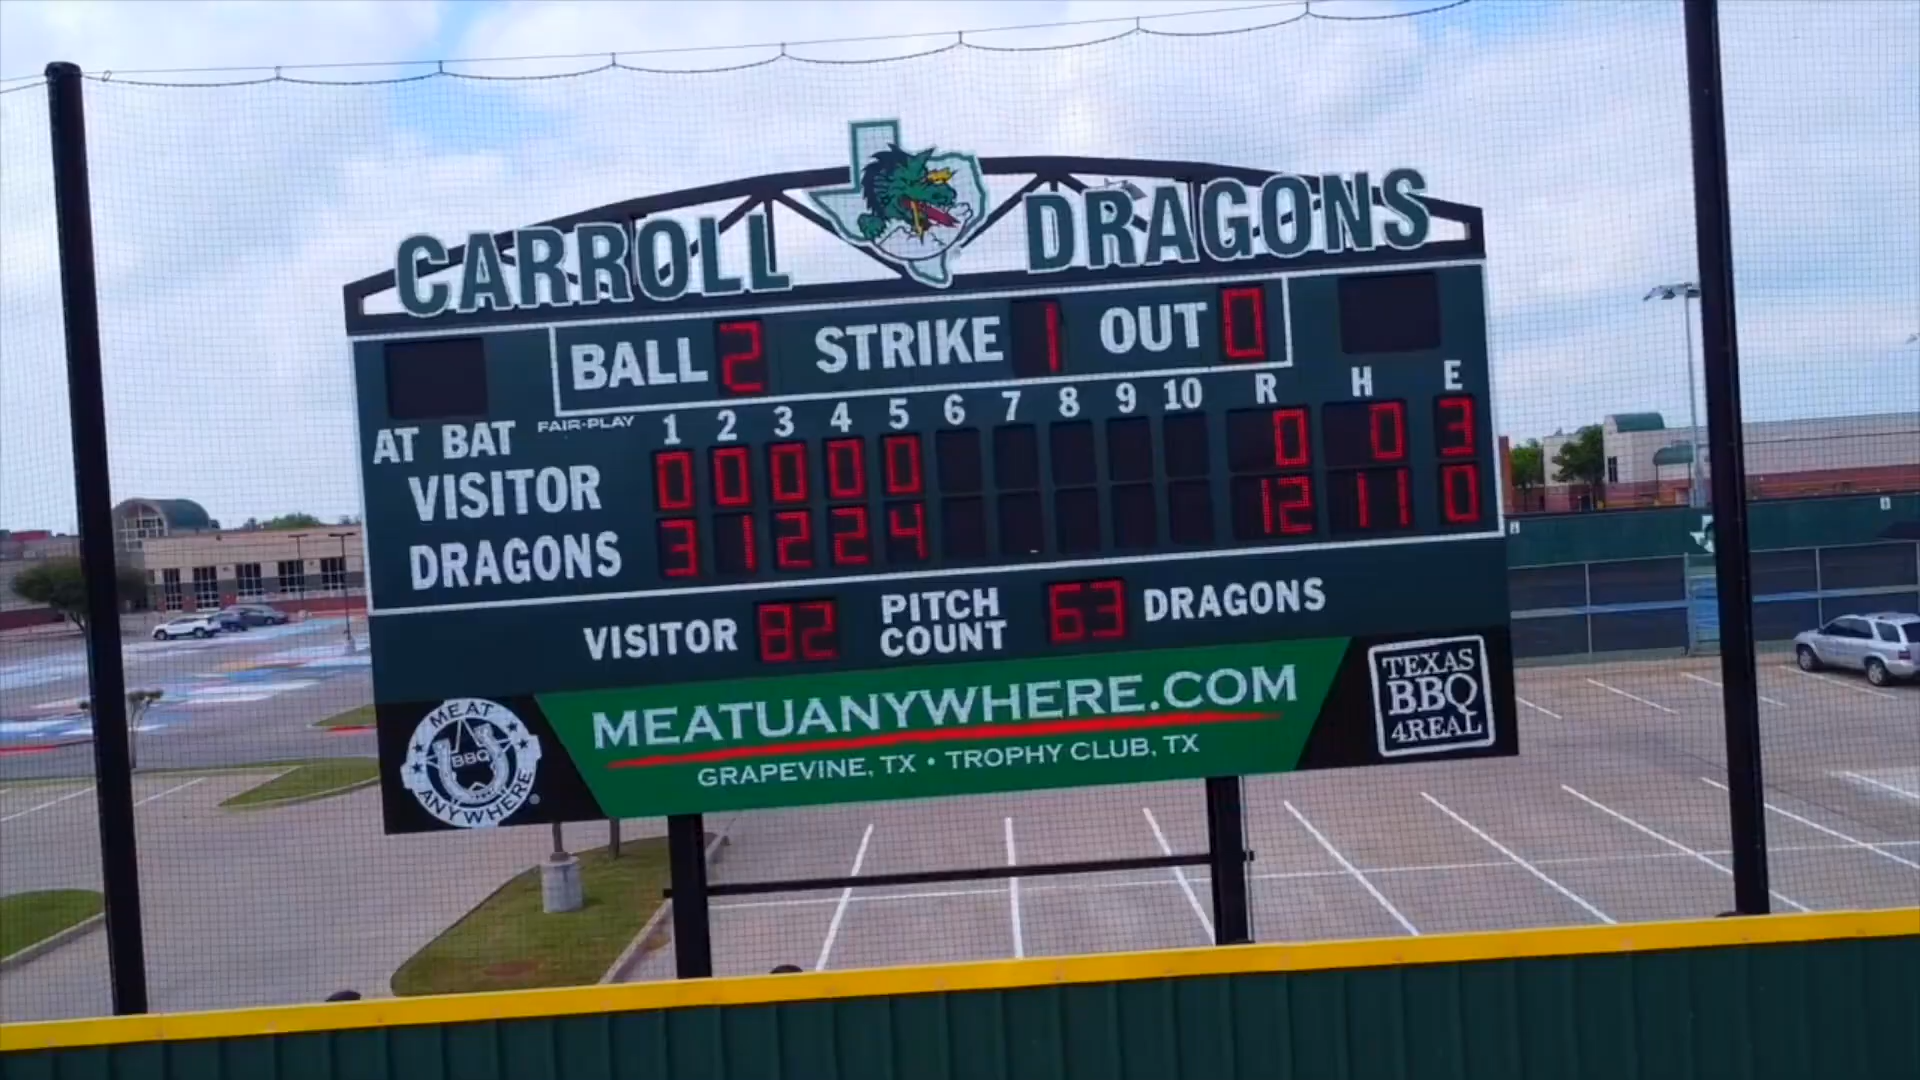 CARROLL DRAGONS
BALL 2 STRIKE 1 OUT 0
AT BAT FAIR-PLAY 1 2 3 4 5 6 7 8 9 10 R H E
VISITOR 0 0 0 0 0 0 0 3
DRAGONS 3 1 2 2 4 12 11 0
VISITOR 82 PITCH COUNT 63 DRAGONS
MEAT BBQ ANYWHERE
MEATUANYWHERE.COM
GRAPEVINE, TX • TROPHY CLUB, TX
TEXAS
BBQ
4REAL